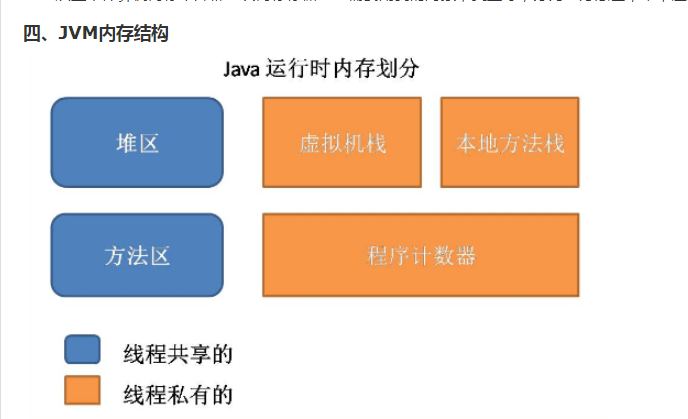 四、JVM内存结构
Java 运行时内存划分
堆区
虚拟机栈
本地方法栈
方法区
程序计数器
线程共享的
线程私有的